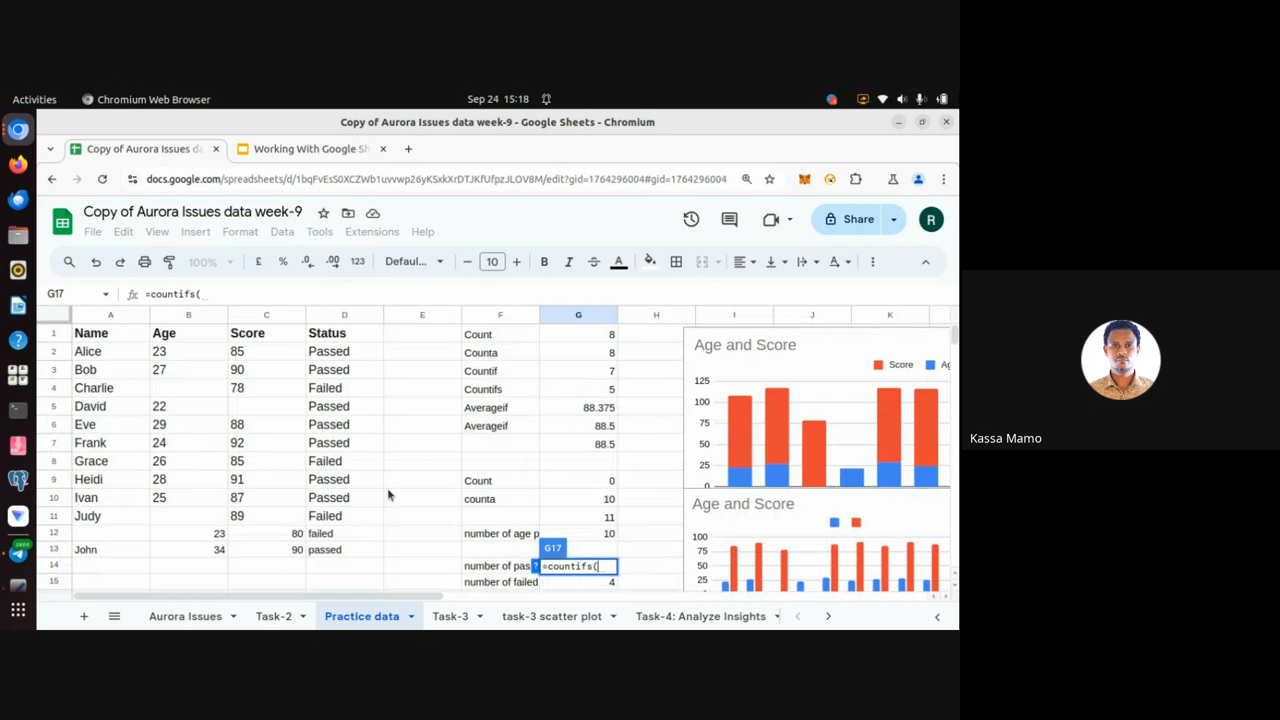 Activities Chromium Web Browser Sep 24 15:18
Copy of Aurora Issues data week-9 - Google Sheets - Chromium
Copy of Aurora Issues da Working With Google Sh
docs.google.com/spreadsheets/d/1bqFvEsS0XCZWb1uvvwp26yKSxkXrDTJKfUfpzJLOV8M/edit?gid=1764296004#gid=1764296004
Copy of Aurora Issues data week-9 Share R
File Edit View Insert Format Data Tools Extensions Help
100% £ % .0 .00 123 Defaul... 10 B I S A
G17 fx =countifs(
A B C D E F G H I J K
1 Name Age Score Status Count 8
2 Alice 23 85 Passed Counta 8
3 Bob 27 90 Passed Countif 7
4 Charlie 78 Failed Countifs 5
5 David 22 Passed Averageif 88.375
6 Eve 29 88 Passed Averageif 88.5
7 Frank 24 92 Passed 88.5
8 Grace 26 85 Failed
9 Heidi 28 91 Passed Count 0
10 Ivan 25 87 Passed counta 10
11 Judy 89 Failed 11
12 23 80 failed number of age p 10
13 John 34 90 passed G17
14 number of pas ? =countifs(
15 number of failed 4
Age and Score
Score Ag
125
100
75
50
25
0
Age and Score
100
75
50
25
Aurora Issues Task-2 Practice data Task-3 task-3 scatter plot Task-4: Analyze Insights
Kassa Mamo